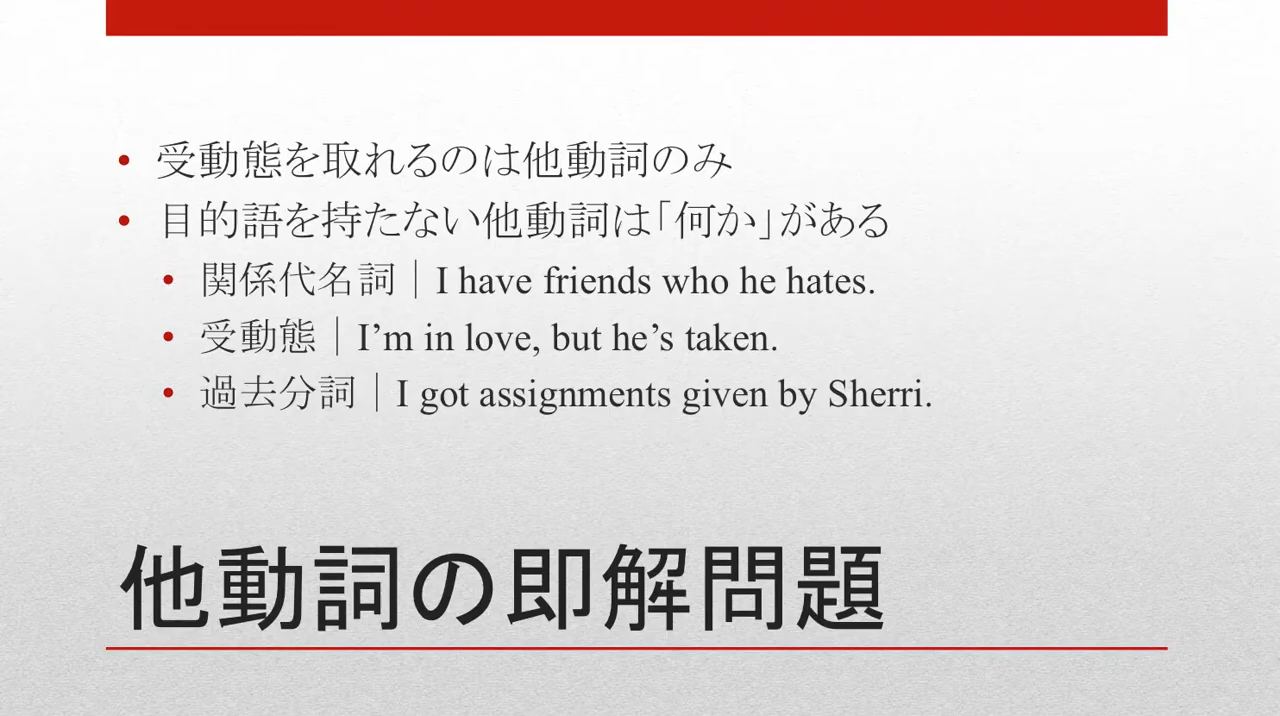 • 受動態を取れるのは他動詞のみ
• 目的語を持たない他動詞は「何か」がある
• 関係代名詞｜I have friends who he hates.
• 受動態｜I’m in love, but he’s taken.
• 過去分詞｜I got assignments given by Sherri.
他動詞の即解問題